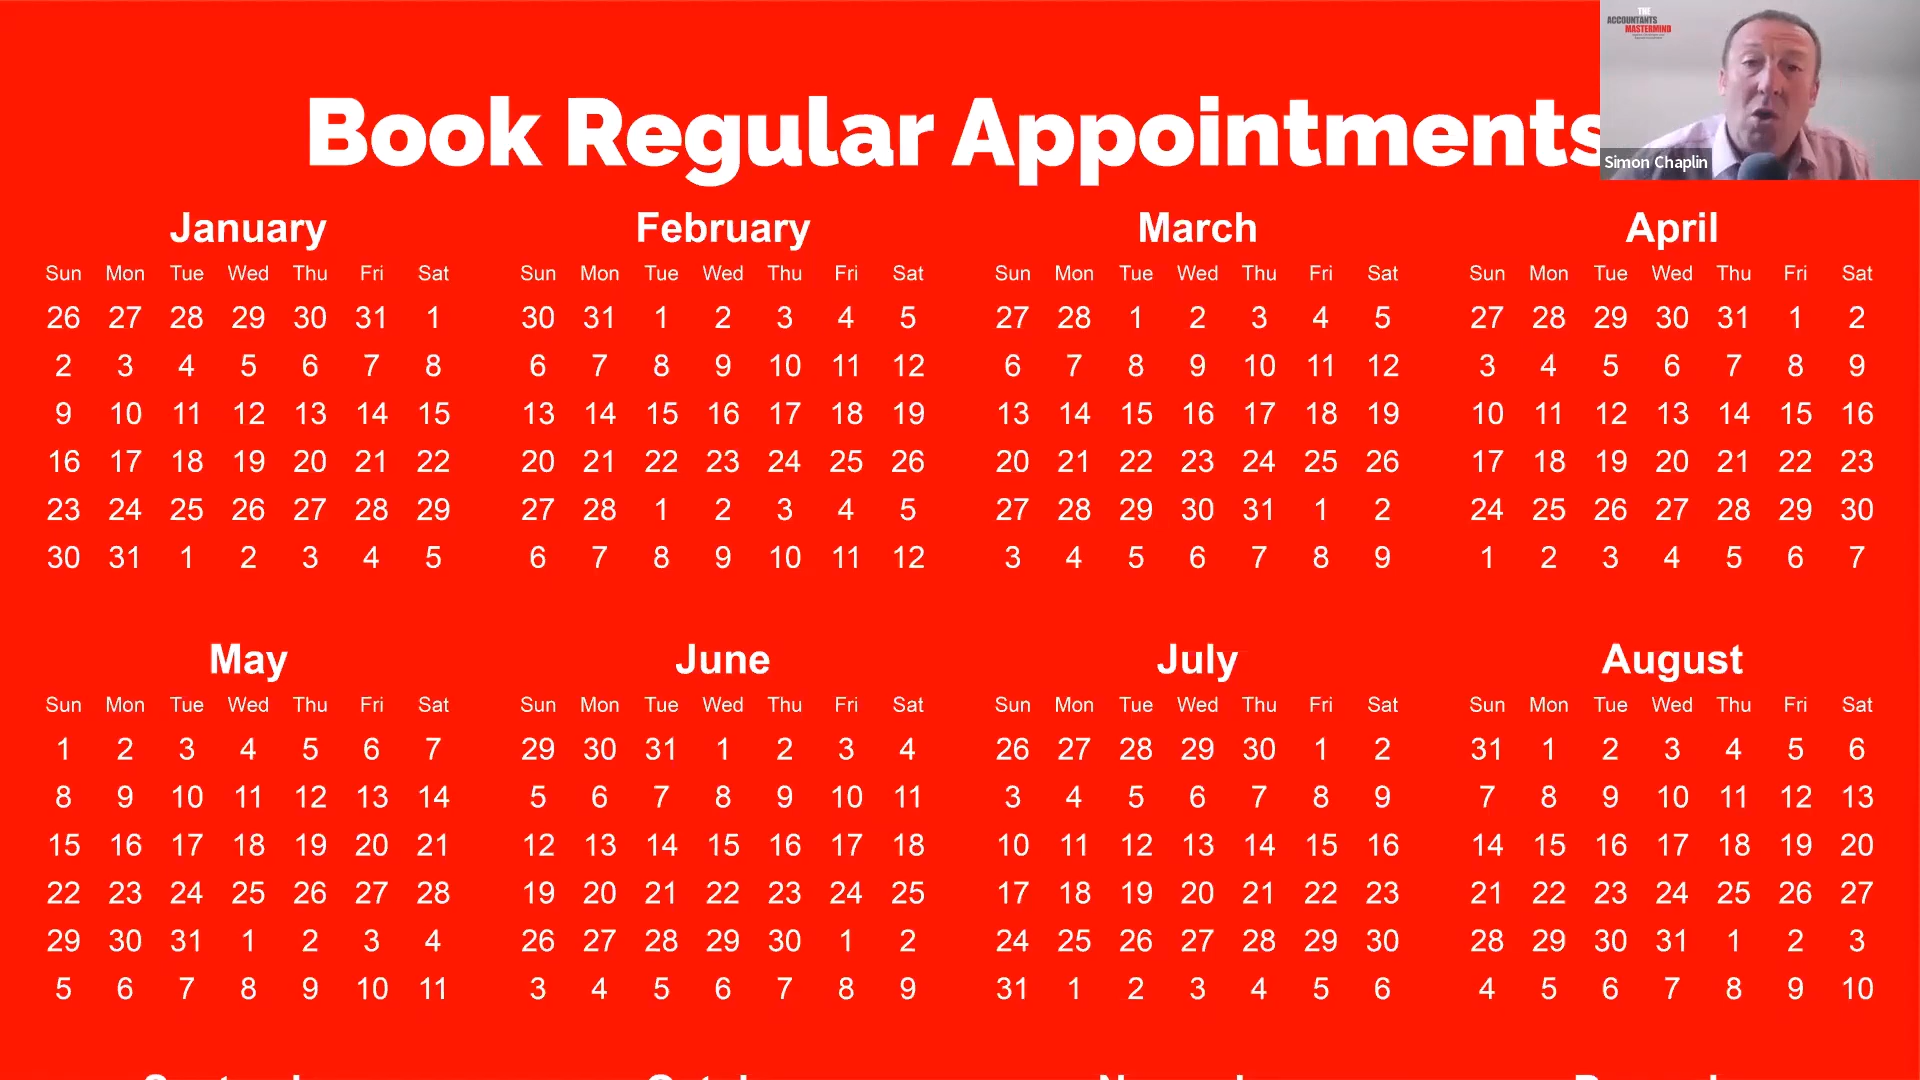 Book Regular Appointments
THE
ACCOUNTANTS
MASTERMIND
Simon Chaplin
January February March April
Sun Mon Tue Wed Thu Fri Sat Sun Mon Tue Wed Thu Fri Sat Sun Mon Tue Wed Thu Fri Sat Sun Mon Tue Wed Thu Fri Sat
26 27 28 29 30 31 1 30 31 1 2 3 4 5 27 28 1 2 3 4 5 27 28 29 30 31 1 2
2 3 4 5 6 7 8 6 7 8 9 10 11 12 6 7 8 9 10 11 12 3 4 5 6 7 8 9
9 10 11 12 13 14 15 13 14 15 16 17 18 19 13 14 15 16 17 18 19 10 11 12 13 14 15 16
16 17 18 19 20 21 22 20 21 22 23 24 25 26 20 21 22 23 24 25 26 17 18 19 20 21 22 23
23 24 25 26 27 28 29 27 28 1 2 3 4 5 27 28 29 30 31 1 2 24 25 26 27 28 29 30
30 31 1 2 3 4 5 6 7 8 9 10 11 12 3 4 5 6 7 8 9 1 2 3 4 5 6 7
May June July August
Sun Mon Tue Wed Thu Fri Sat Sun Mon Tue Wed Thu Fri Sat Sun Mon Tue Wed Thu Fri Sat Sun Mon Tue Wed Thu Fri Sat
1 2 3 4 5 6 7 29 30 31 1 2 3 4 26 27 28 29 30 1 2 31 1 2 3 4 5 6
8 9 10 11 12 13 14 5 6 7 8 9 10 11 3 4 5 6 7 8 9 7 8 9 10 11 12 13
15 16 17 18 19 20 21 12 13 14 15 16 17 18 10 11 12 13 14 15 16 14 15 16 17 18 19 20
22 23 24 25 26 27 28 19 20 21 22 23 24 25 17 18 19 20 21 22 23 21 22 23 24 25 26 27
29 30 31 1 2 3 4 26 27 28 29 30 1 2 24 25 26 27 28 29 30 28 29 30 31 1 2 3
5 6 7 8 9 10 11 3 4 5 6 7 8 9 31 1 2 3 4 5 6 4 5 6 7 8 9 10